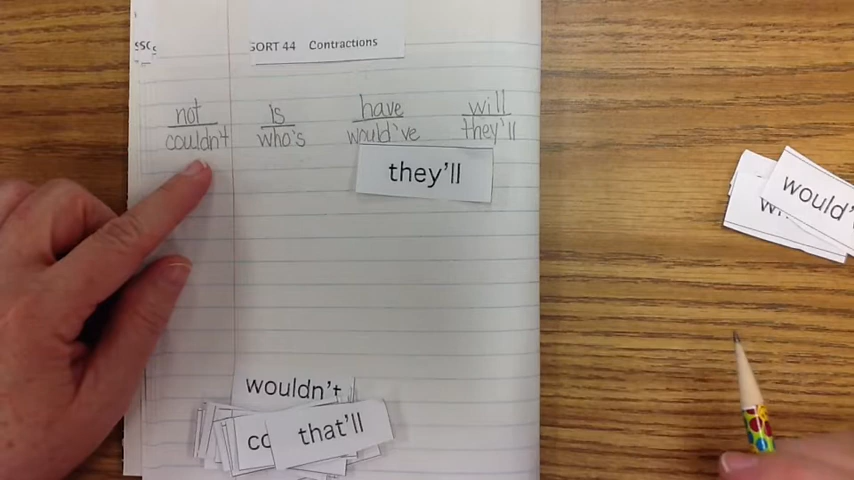 SORT 44 Contractions
not is have will
couldn't who's would've they'll
they'll
would'
wouldn't
that'll